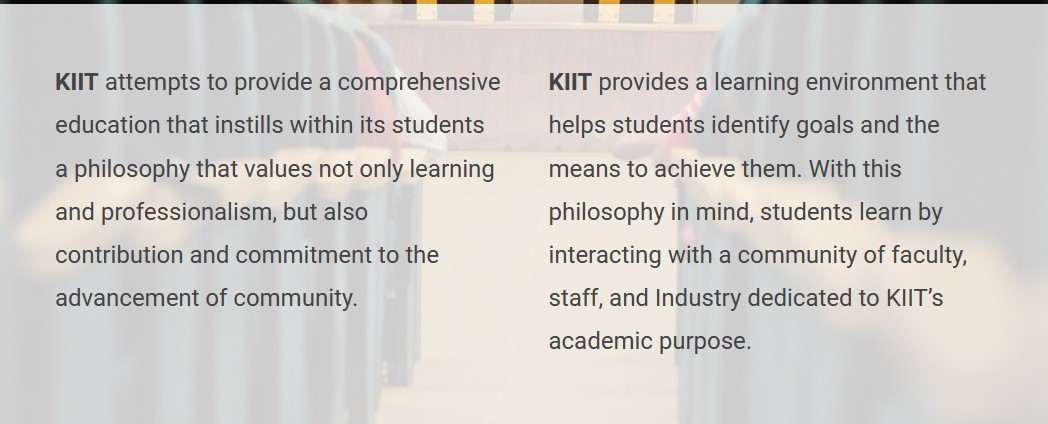 KIIT attempts to provide a comprehensive
education that instills within its students
a philosophy that values not only learning
and professionalism, but also
contribution and commitment to the
advancement of community.
KIIT provides a learning environment that
helps students identify goals and the
means to achieve them. With this
philosophy in mind, students learn by
interacting with a community of faculty,
staff, and Industry dedicated to KIIT’s
academic purpose.